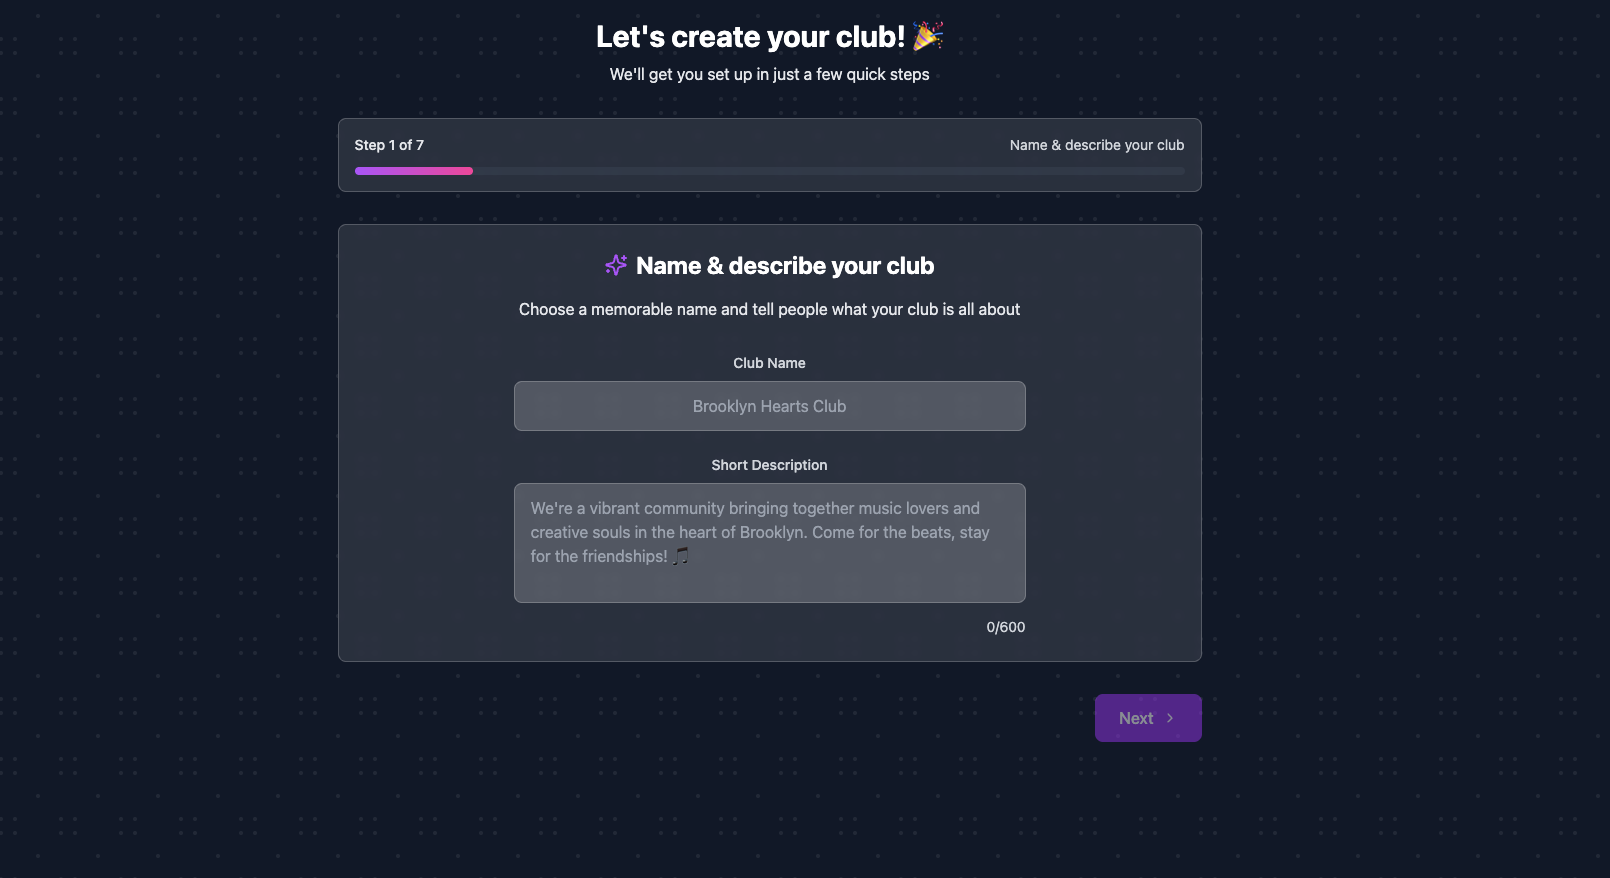 Let's create your club! 🎉
We'll get you set up in just a few quick steps
Step 1 of 7
Name & describe your club
Name & describe your club
Choose a memorable name and tell people what your club is all about
Club Name
Brooklyn Hearts Club
Short Description
We're a vibrant community bringing together music lovers and
creative souls in the heart of Brooklyn. Come for the beats, stay
for the friendships! 🎵
0/600
Next